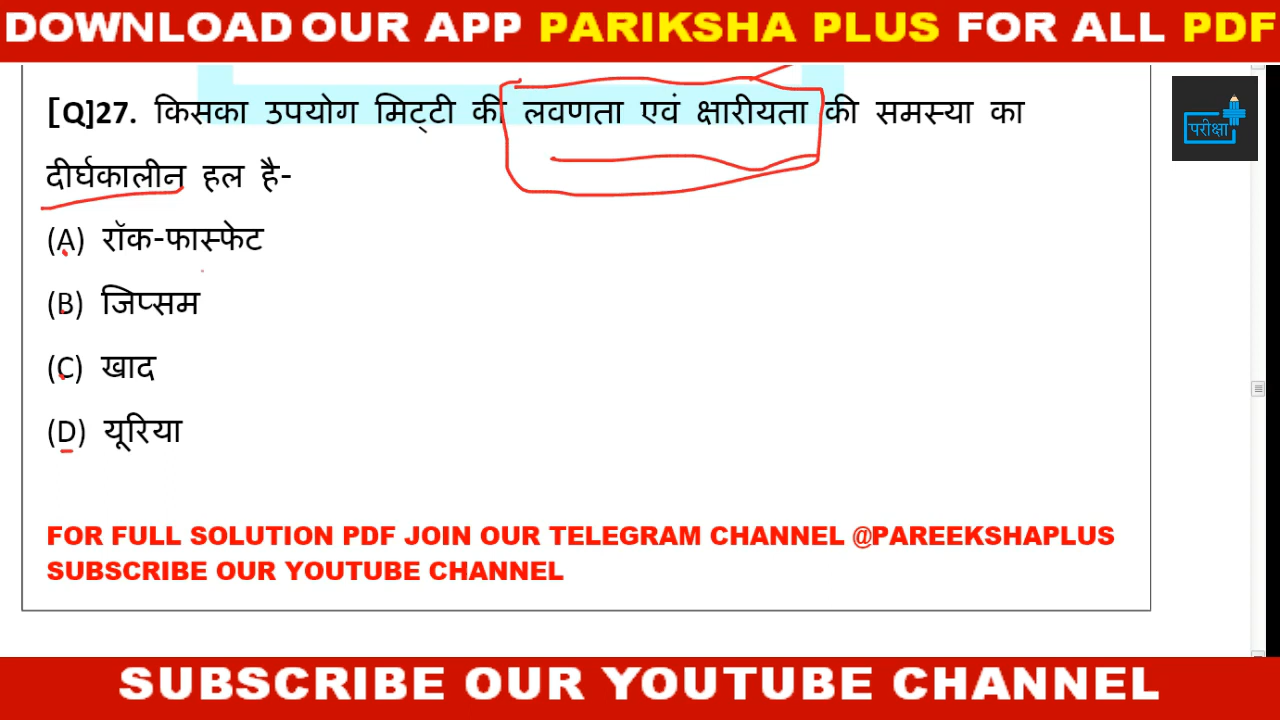 DOWNLOAD OUR APP PARIKSHA PLUS FOR ALL PDF
[Q]27. किसका उपयोग मिट्टी की लवणता एवं क्षारीयता की समस्या का
दीर्घकालीन हल है-
(A) रॉक-फास्फेट
(B) जिप्सम
(C) खाद
(D) यूरिया
परीक्षा
FOR FULL SOLUTION PDF JOIN OUR TELEGRAM CHANNEL @PAREEKSHAPLUS
SUBSCRIBE OUR YOUTUBE CHANNEL
SUBSCRIBE OUR YOUTUBE CHANNEL